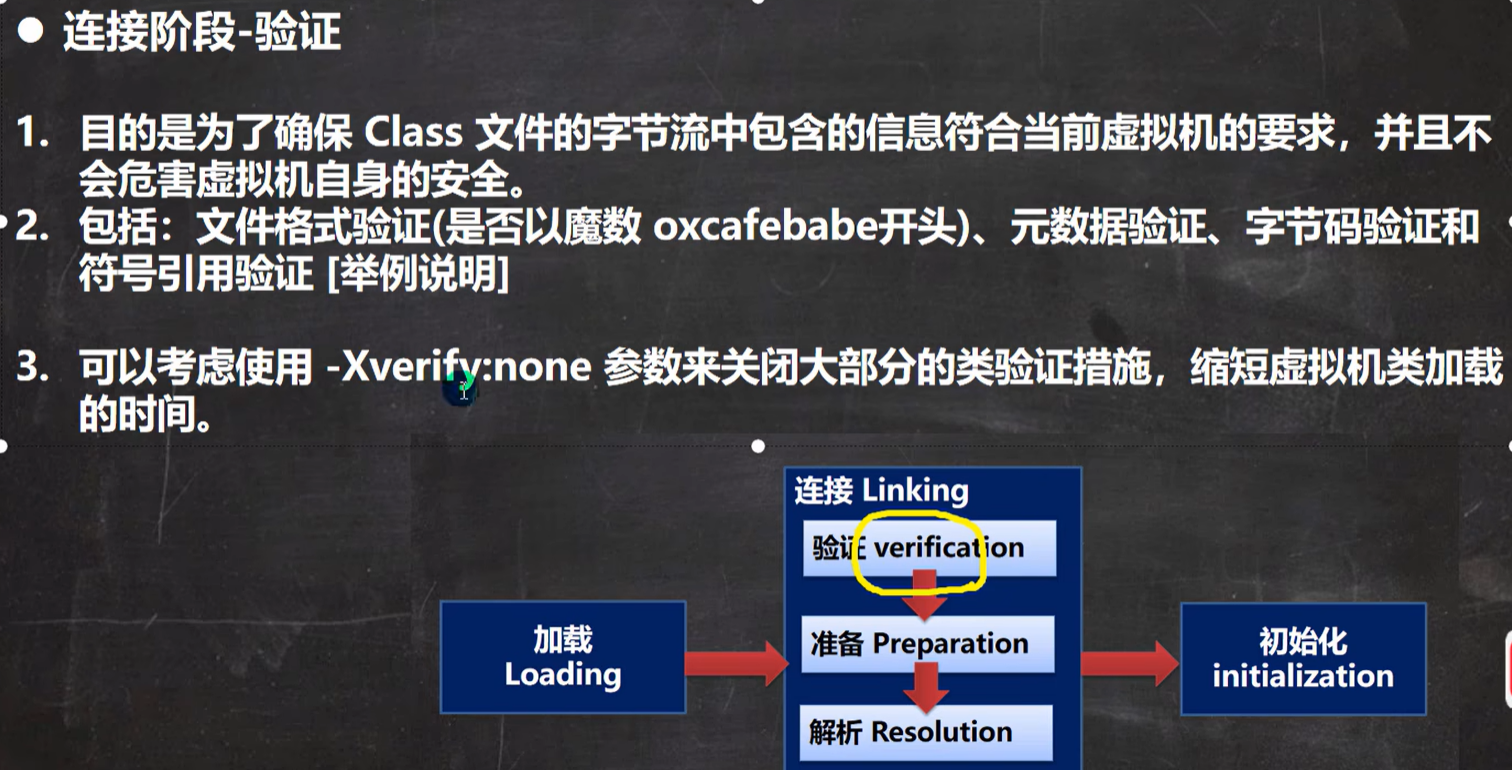 ● 连接阶段-验证
1. 目的是为了确保 Class 文件的字节流中包含的信息符合当前虚拟机的要求，并且不
会危害虚拟机自身的安全。
2. 包括：文件格式验证(是否以魔数 oxcafebabe开头)、元数据验证、字节码验证和
符号引用验证 [举例说明]
3. 可以考虑使用 -Xverify:none 参数来关闭大部分的类验证措施，缩短虚拟机类加载
的时间。
连接 Linking
验证 verification
准备 Preparation
解析 Resolution
加载
Loading
初始化
initialization